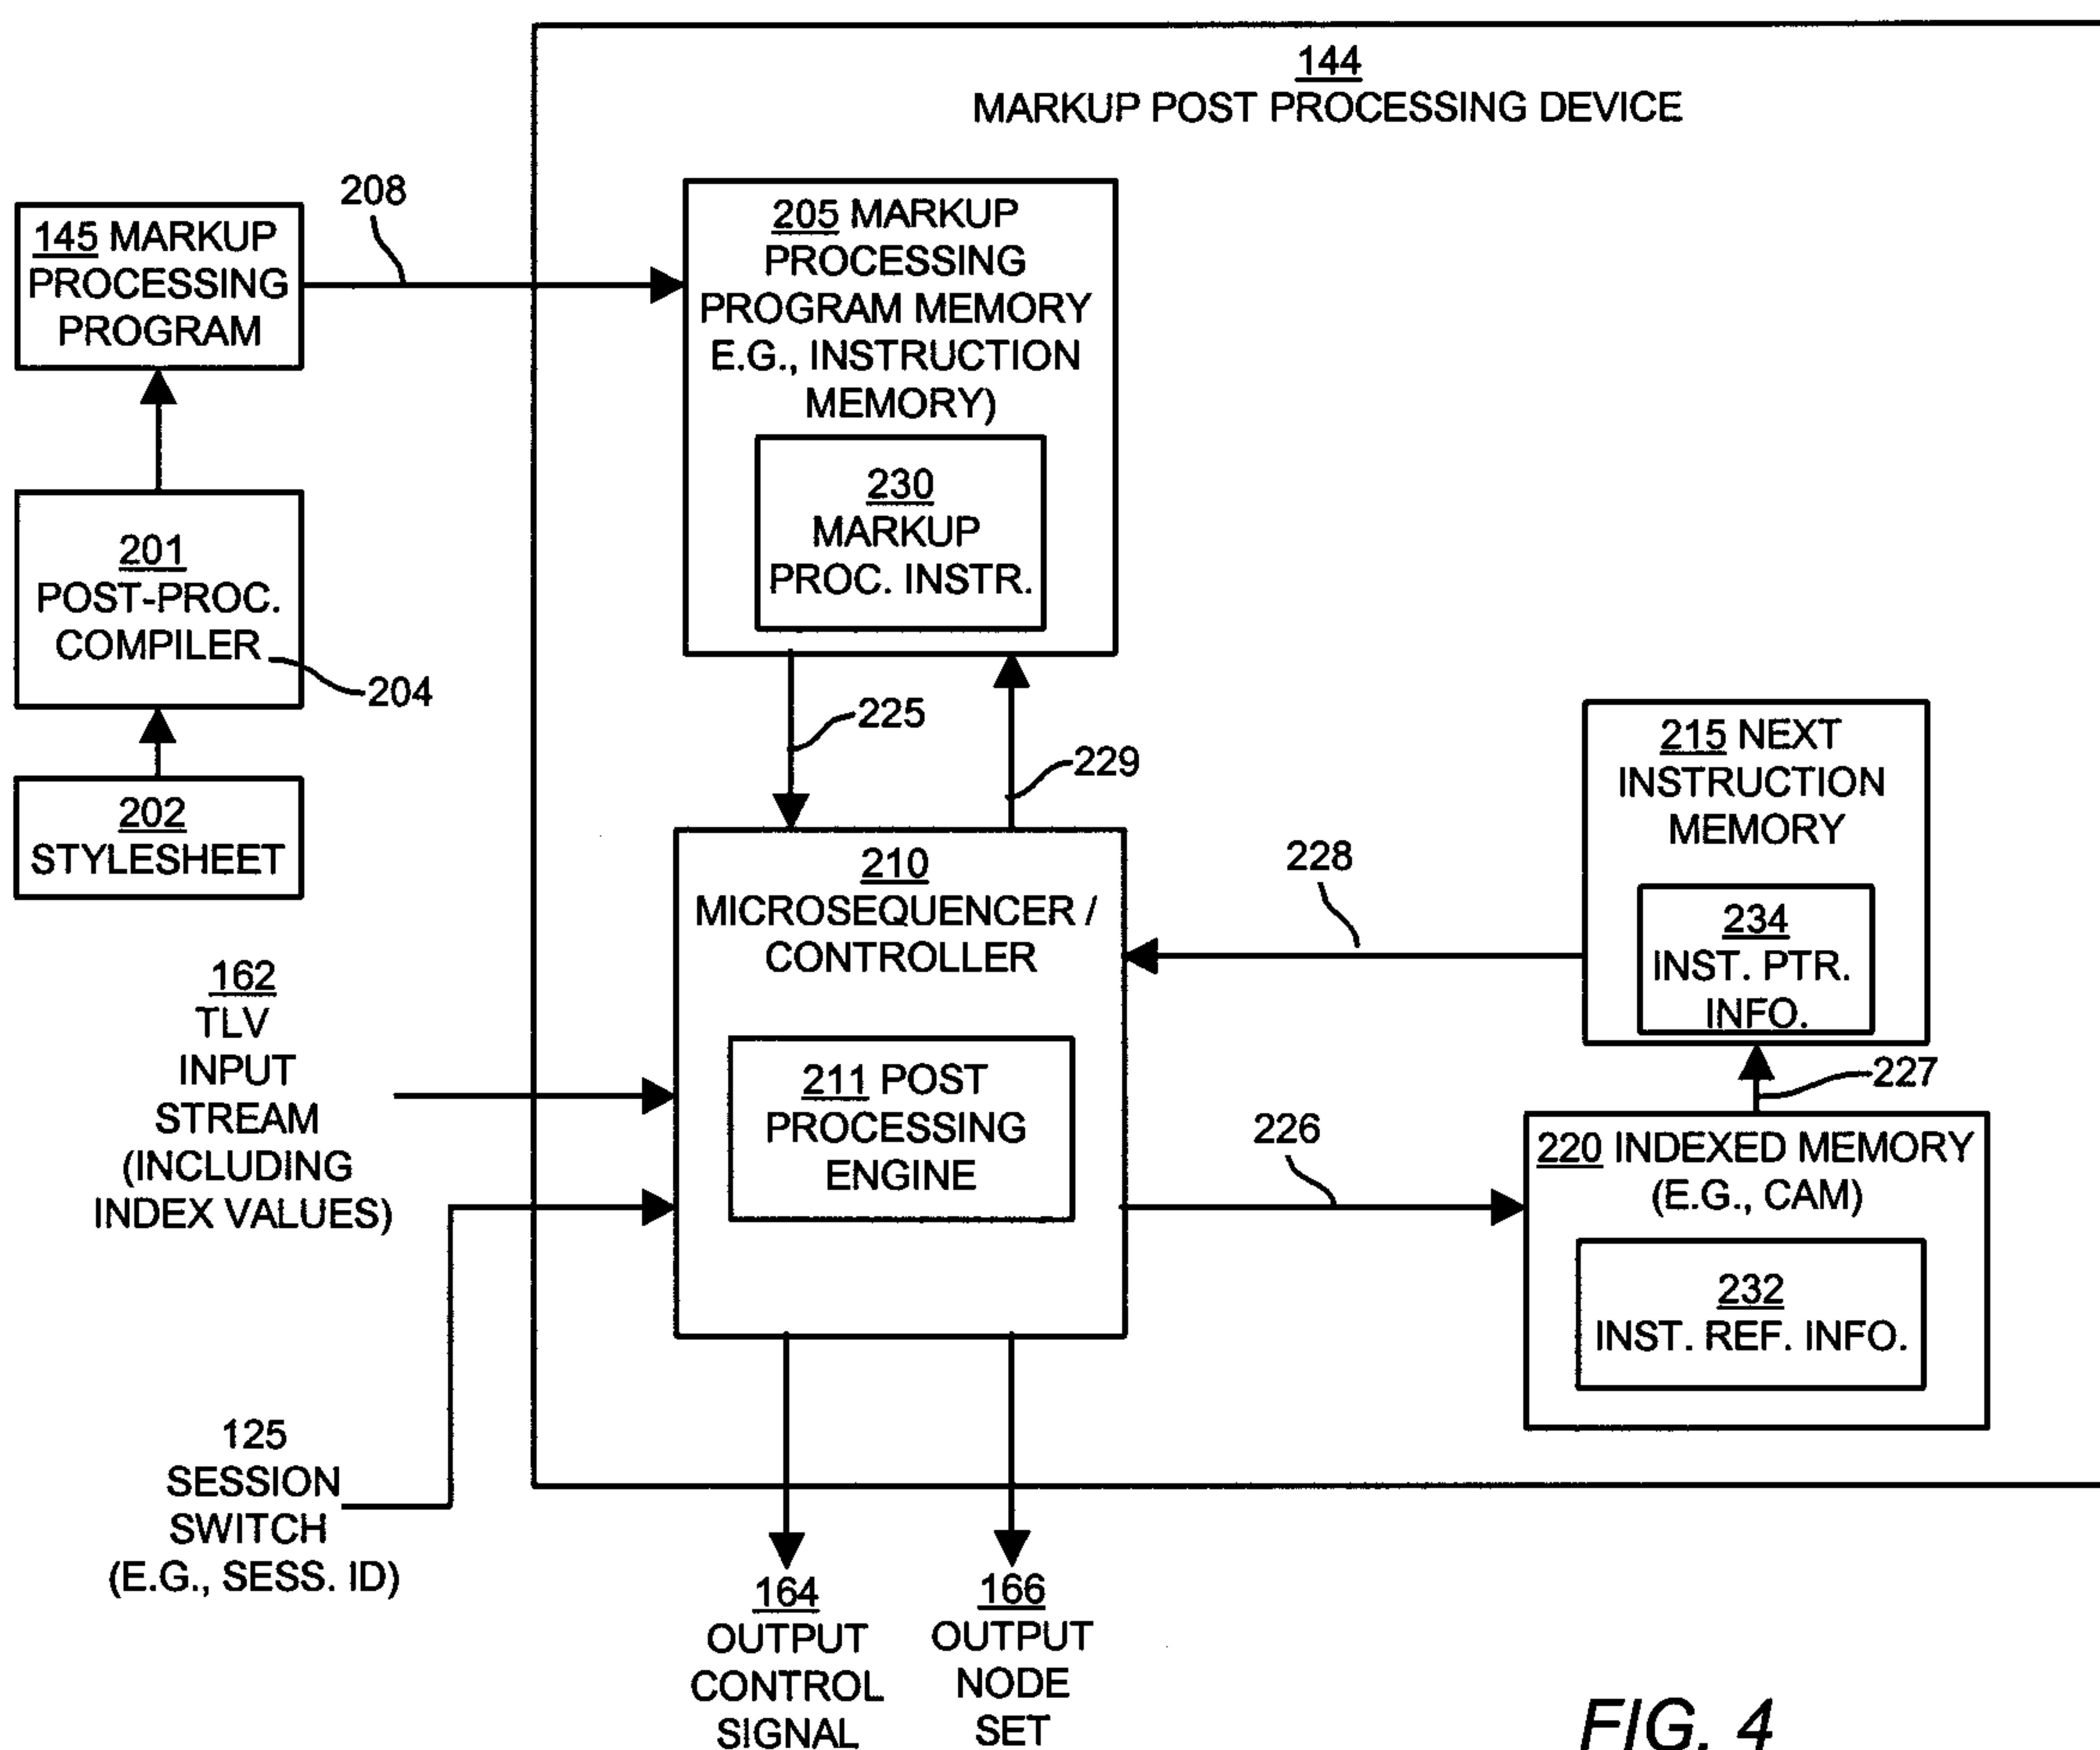 144
MARKUP POST PROCESSING DEVICE
208
145 MARKUP
PROCESSING
PROGRAM
205 MARKUP
PROCESSING
PROGRAM MEMORY
E.G., INSTRUCTION
MEMORY)
230
MARKUP
PROC. INSTR.
201
POST-PROC.
COMPILER
204
202
STYLESHEET
225
229
215 NEXT
INSTRUCTION
MEMORY
234
INST. PTR.
INFO.
210
MICROSEQUENCER /
CONTROLLER
228
162
TLV
INPUT
STREAM
(INCLUDING
INDEX VALUES)
211 POST
PROCESSING
ENGINE
227
226
220 INDEXED MEMORY
(E.G., CAM)
232
INST. REF. INFO.
125
SESSION
SWITCH
(E.G., SESS. ID)
164
OUTPUT
CONTROL
SIGNAL
166
OUTPUT
NODE
SET
FIG. 4